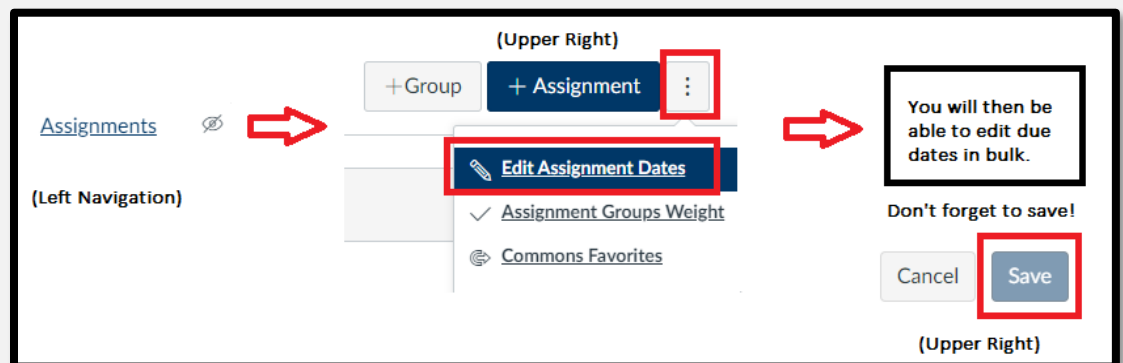 (Upper Right)
+Group
+ Assignment
Assignments
(Left Navigation)
Edit Assignment Dates
Assignment Groups Weight
Commons Favorites
You will then be
able to edit due
dates in bulk.
Don't forget to save!
Cancel
Save
(Upper Right)